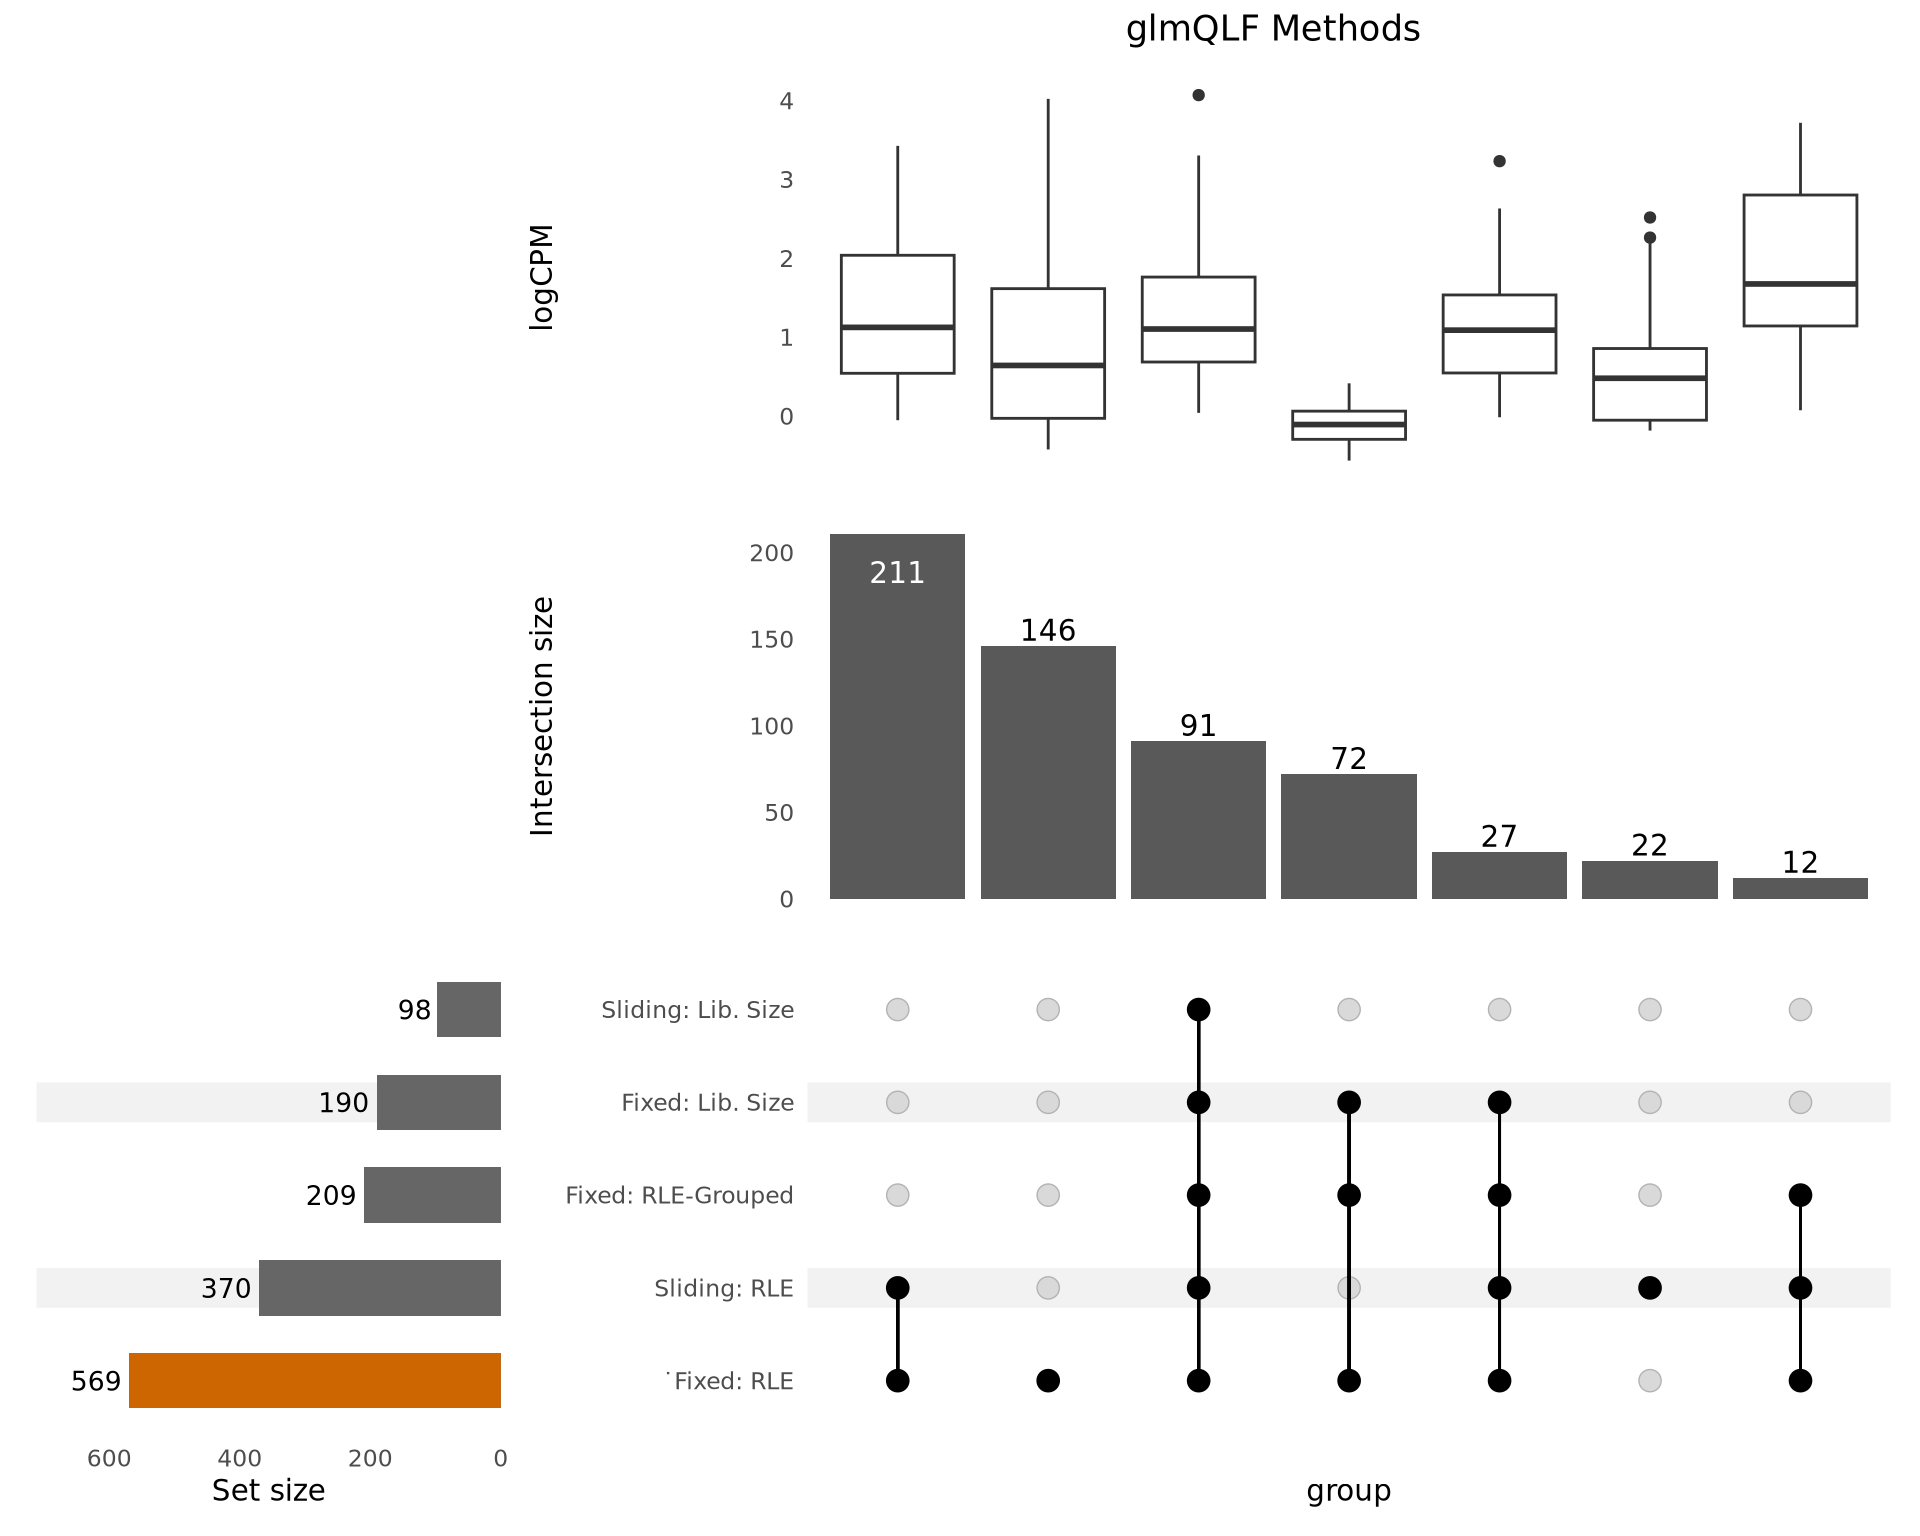 glmQLF Methods
4
3
2
1
0
logCPM
200
150
100
50
0
Intersection size
211
146
91
72
27
22
12
98
190
209
370
569
Sliding: Lib. Size
Fixed: Lib. Size
Fixed: RLE-Grouped
Sliding: RLE
˙Fixed: RLE
600 400 200 0
Set size
group